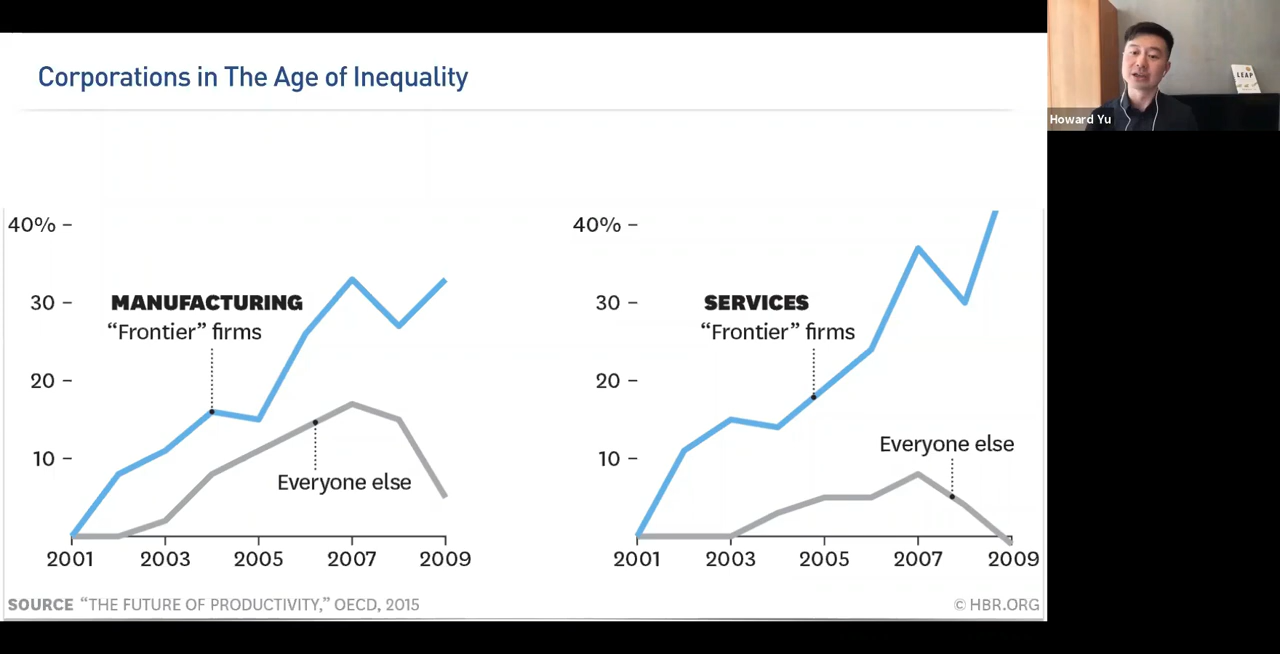 Corporations in The Age of Inequality
LEAP
Howard Yu
40%
30
20
10
MANUFACTURING
“Frontier” firms
Everyone else
2001 2003 2005 2007 2009
40%
30
20
10
SERVICES
“Frontier” firms
Everyone else
2001 2003 2005 2007 2009
SOURCE “THE FUTURE OF PRODUCTIVITY,” OECD, 2015
© HBR.ORG